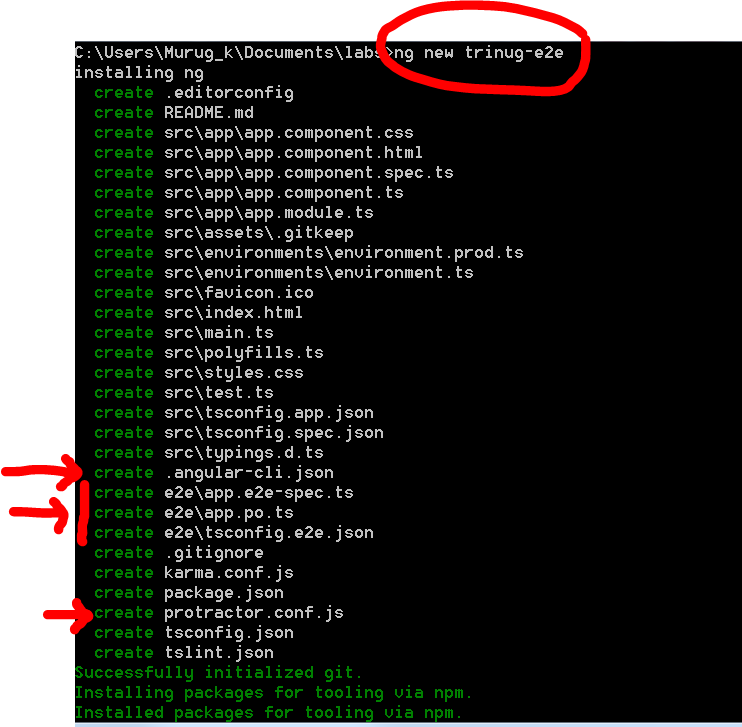 C:\Users\Murug_k\Documents\labs>ng new trinug-e2e
installing ng
create .editorconfig
create README.md
create src\app\app.component.css
create src\app\app.component.html
create src\app\app.component.spec.ts
create src\app\app.component.ts
create src\app\app.module.ts
create src\assets\.gitkeep
create src\environments\environment.prod.ts
create src\environments\environment.ts
create src\favicon.ico
create src\index.html
create src\main.ts
create src\polyfills.ts
create src\styles.css
create src\test.ts
create src\tsconfig.app.json
create src\tsconfig.spec.json
create src\typings.d.ts
create .angular-cli.json
create e2e\app.e2e-spec.ts
create e2e\app.po.ts
create e2e\tsconfig.e2e.json
create .gitignore
create karma.conf.js
create package.json
create protractor.conf.js
create tsconfig.json
create tslint.json
Successfully initialized git.
Installing packages for tooling via npm.
Installed packages for tooling via npm.